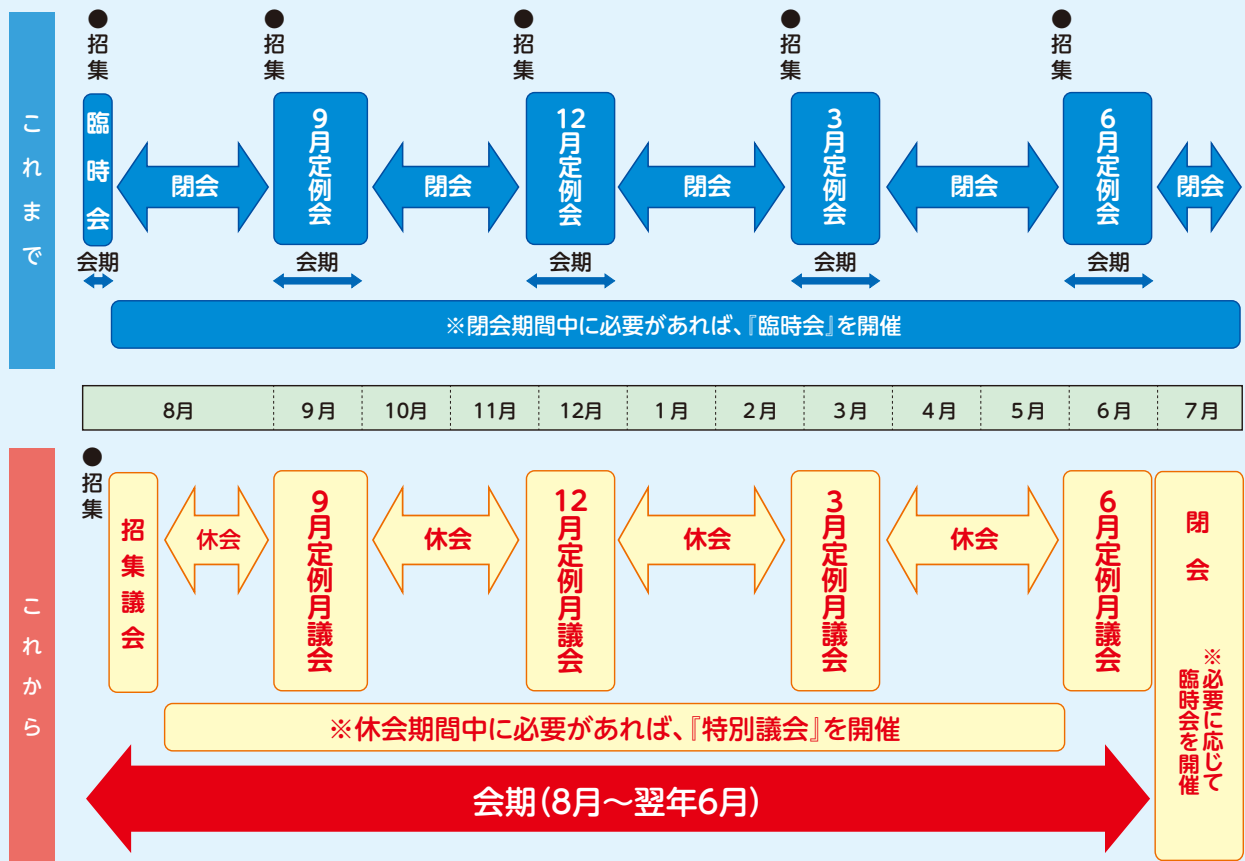 これまで
●招集
●招集
●招集
●招集
●招集
臨時会
閉会
9月定例会
閉会
12月定例会
閉会
3月定例会
閉会
6月定例会
閉会
会期
会期
会期
会期
会期
※閉会期間中に必要があれば、『臨時会』を開催
8月
9月
10月
11月
12月
1月
2月
3月
4月
5月
6月
7月
これから
●招集
招集議会
休会
9月定例月議会
休会
12月定例月議会
休会
3月定例月議会
休会
6月定例月議会
閉会
※必要に応じて
臨時会を開催
※休会期間中に必要があれば、『特別議会』を開催
会期(8月～翌年6月)